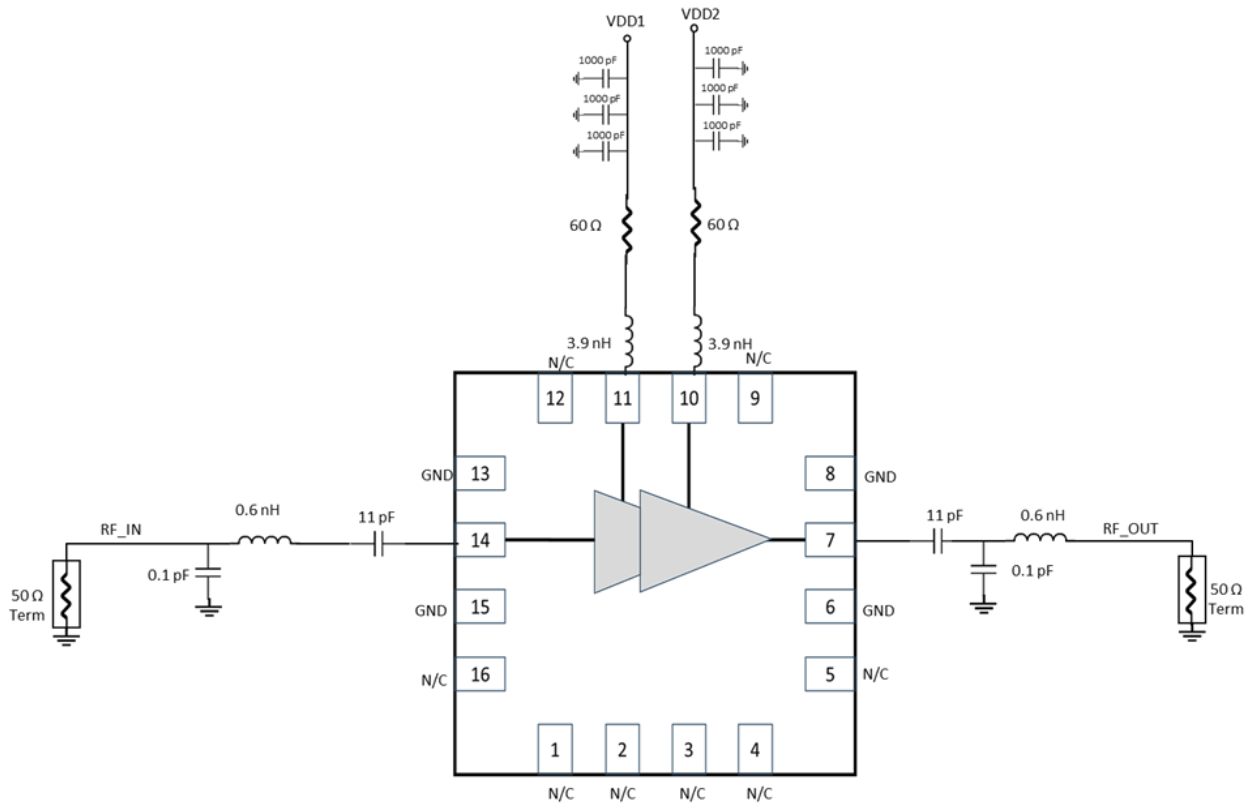 VDD1
VDD2
1000 pF
1000 pF
1000 pF
1000 pF
1000 pF
1000 pF
60 Ω
60 Ω
3.9 nH
3.9 nH
N/C
N/C
12
11
10
9
GND
13
8
GND
RF_IN
0.6 nH
11 pF
14
7
11 pF
0.6 nH
RF_OUT
0.1 pF
0.1 pF
50 Ω
Term
50 Ω
Term
GND
15
6
GND
N/C
16
5
N/C
1
2
3
4
N/C
N/C
N/C
N/C